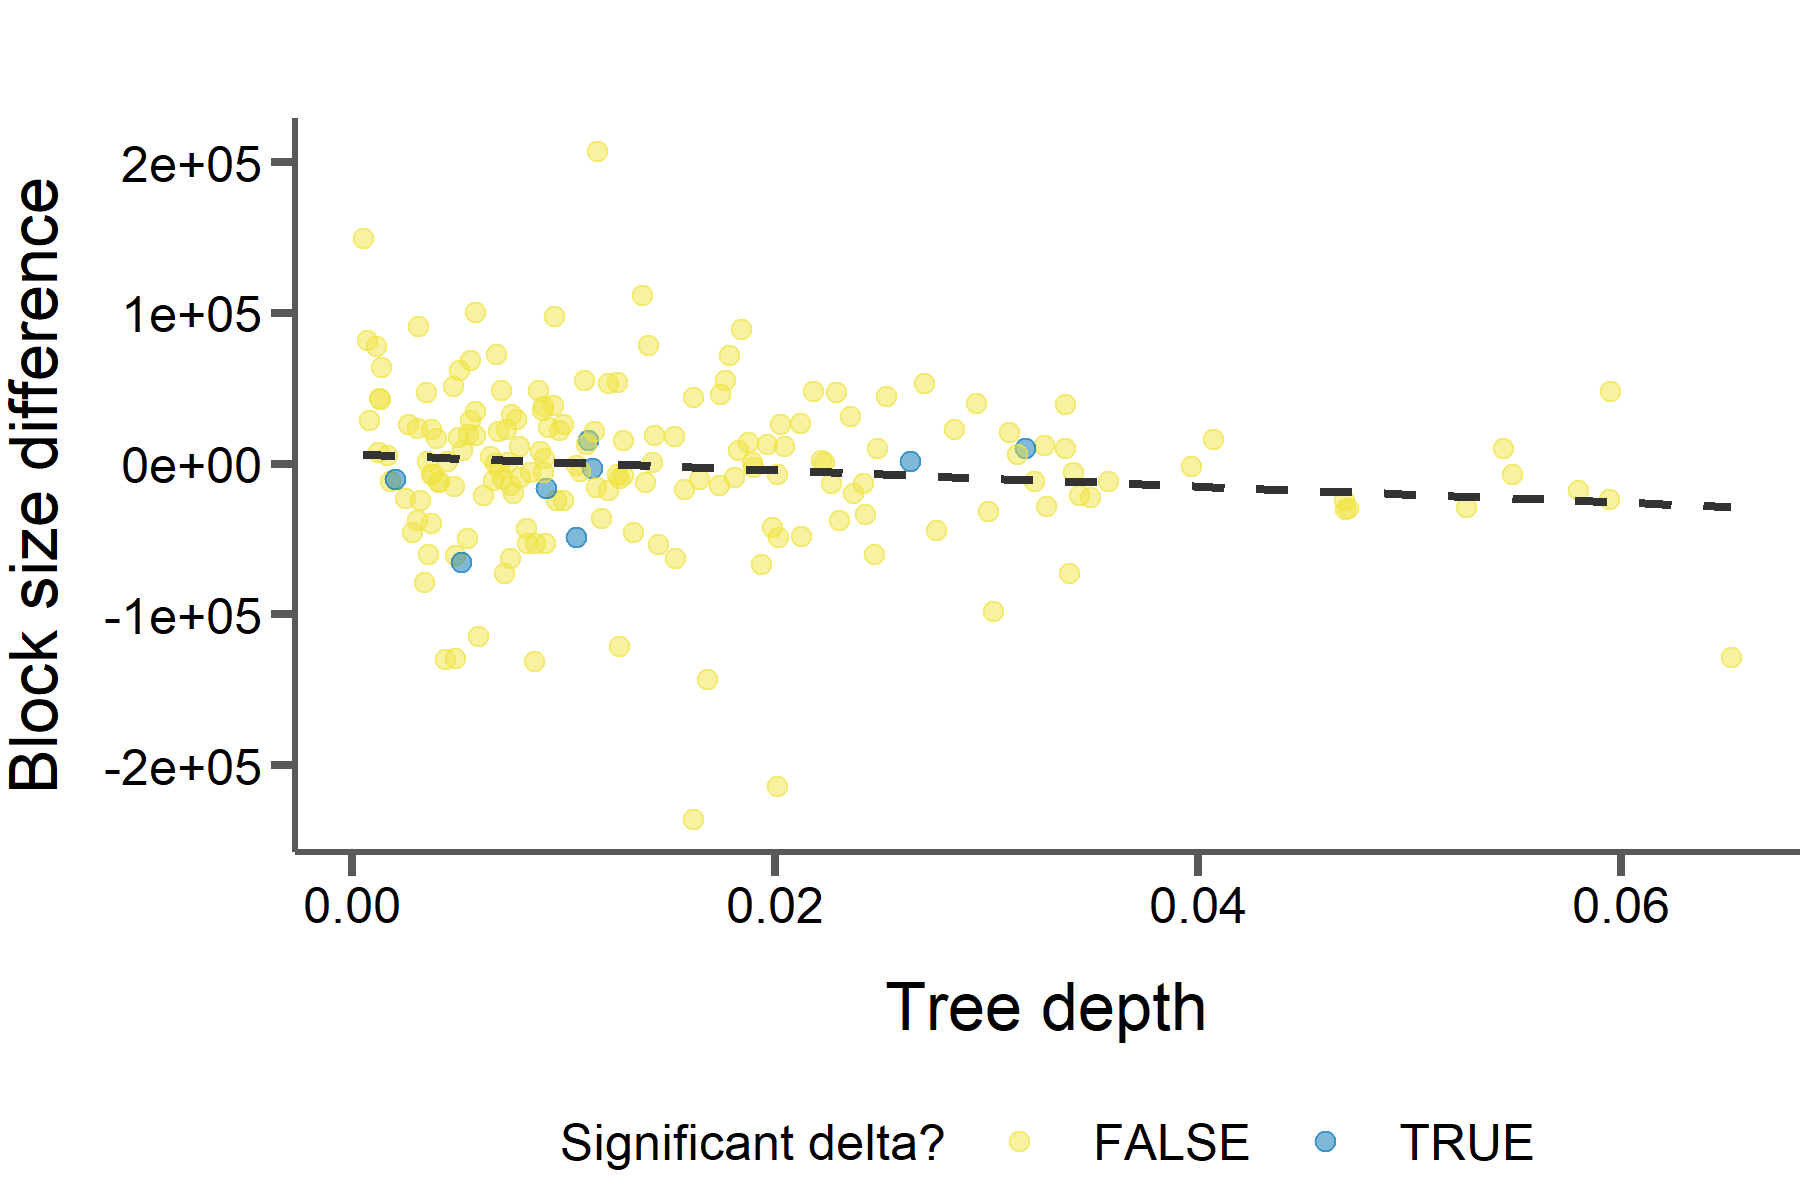 Block size difference
2e+05
1e+05
0e+00
-1e+05
-2e+05
0.00 0.02 0.04 0.06
Tree depth
Significant delta? FALSE TRUE